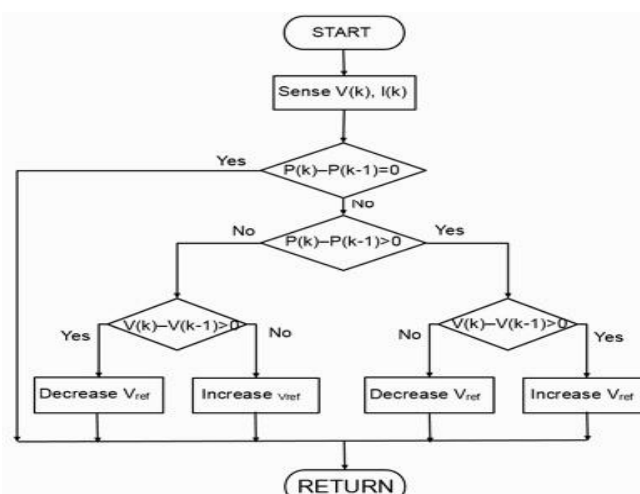 START
Sense V(k), I(k)
Yes
P(k)–P(k-1)=0
No
No
P(k)–P(k-1)>0
Yes
Yes
V(k)–V(k-1)>0
No
No
V(k)–V(k-1)>0
Yes
Decrease Vref
Increase Vref
Decrease Vref
Increase Vref
RETURN